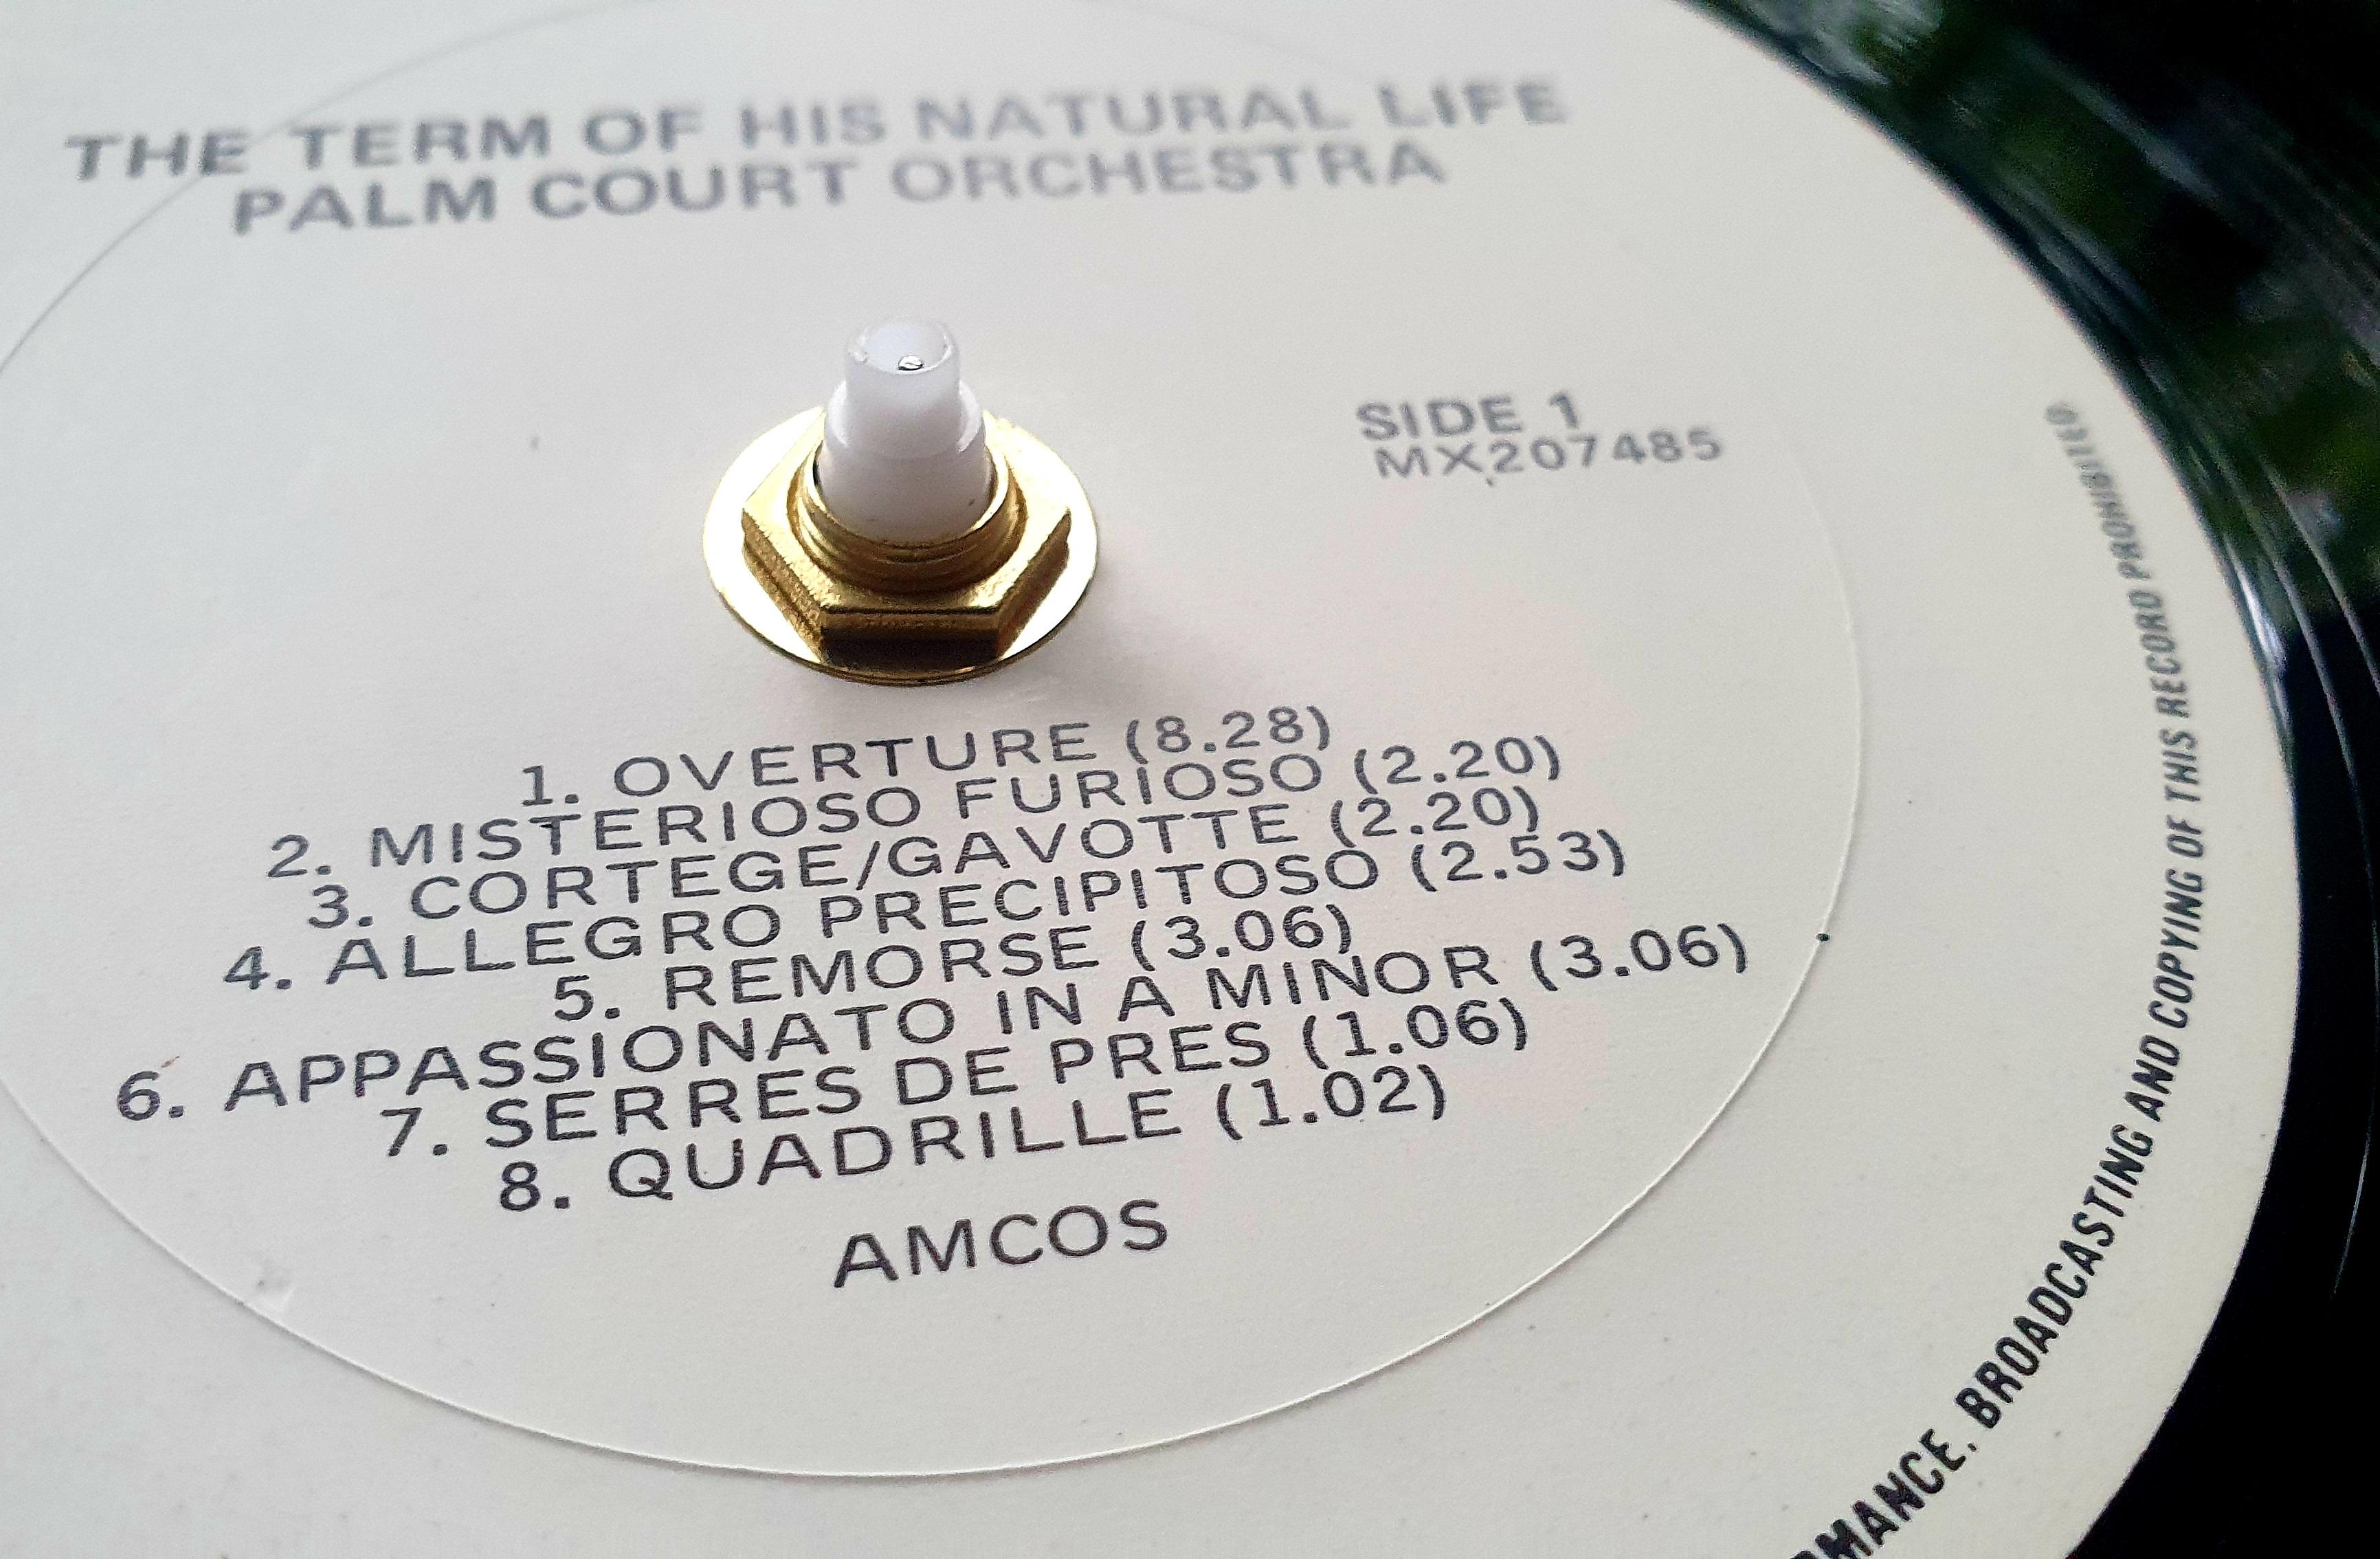 THE TERM OF HIS NATURAL LIFE
PALM COURT ORCHESTRA
SIDE 1
MX207485
1. OVERTURE (8.28)
2. MISTERIOSO FURIOSO (2.20)
3. CORTEGE/GAVOTTE (2.20)
4. ALLEGRO PRECIPITOSO (2.53)
5. REMORSE (3.06)
6. APPASSIONATO IN A MINOR (3.06)
7. SERRES DE PRES (1.06)
8. QUADRILLE (1.02)
AMCOS
BROADCASTING AND COPYING OF THIS RECORD PROHIBITED.